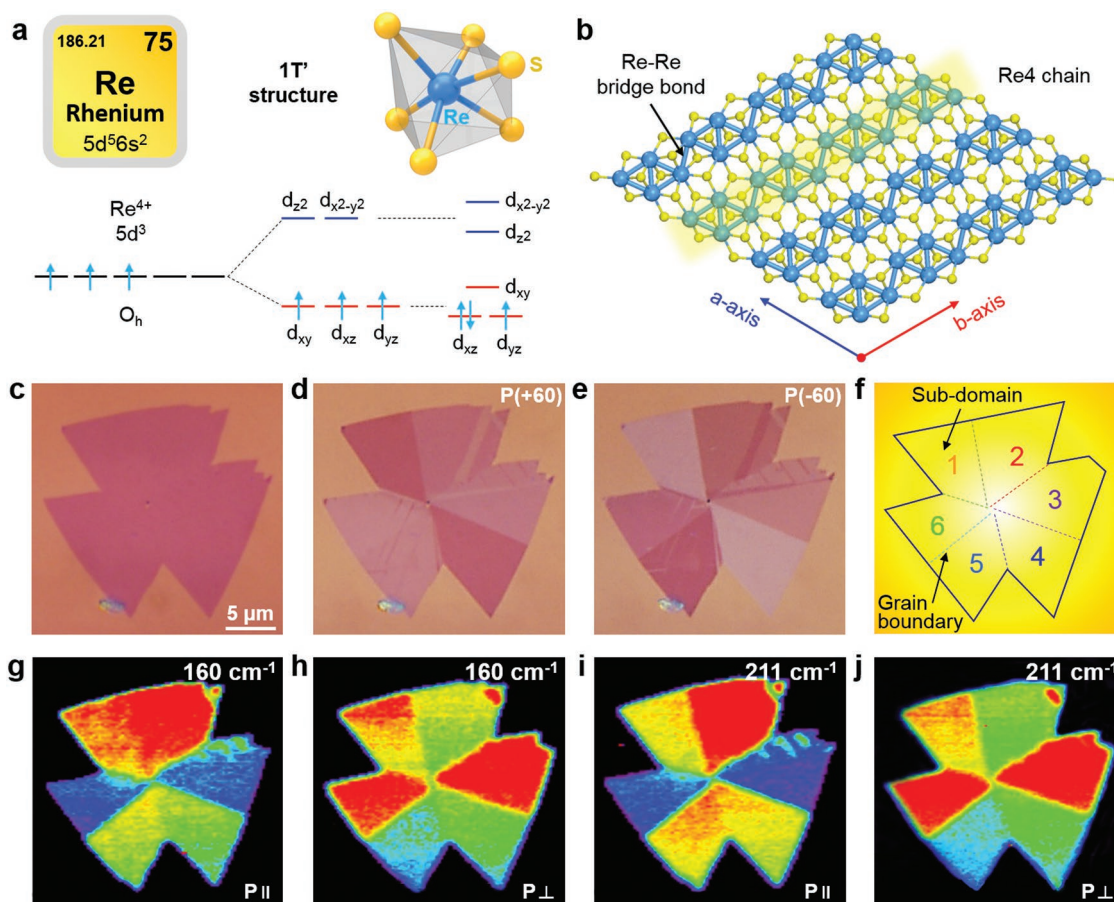 a
186.21 75
Re
Rhenium
5d⁵6s²
1T’
structure
S
Re
Re⁴⁺
5d³
O_h
d_z2 d_x2-y2
d_xy d_xz d_yz
d_x2-y2
d_z2
d_xy
d_xz d_yz
b
Re-Re
bridge bond
Re4 chain
a-axis
b-axis
c
5 µm
d
P(+60)
e
P(-60)
f
Sub-domain
1
2
3
4
5
6
Grain
boundary
g
160 cm⁻¹
P॥
h
160 cm⁻¹
P⊥
i
211 cm⁻¹
P॥
j
211 cm⁻¹
P⊥